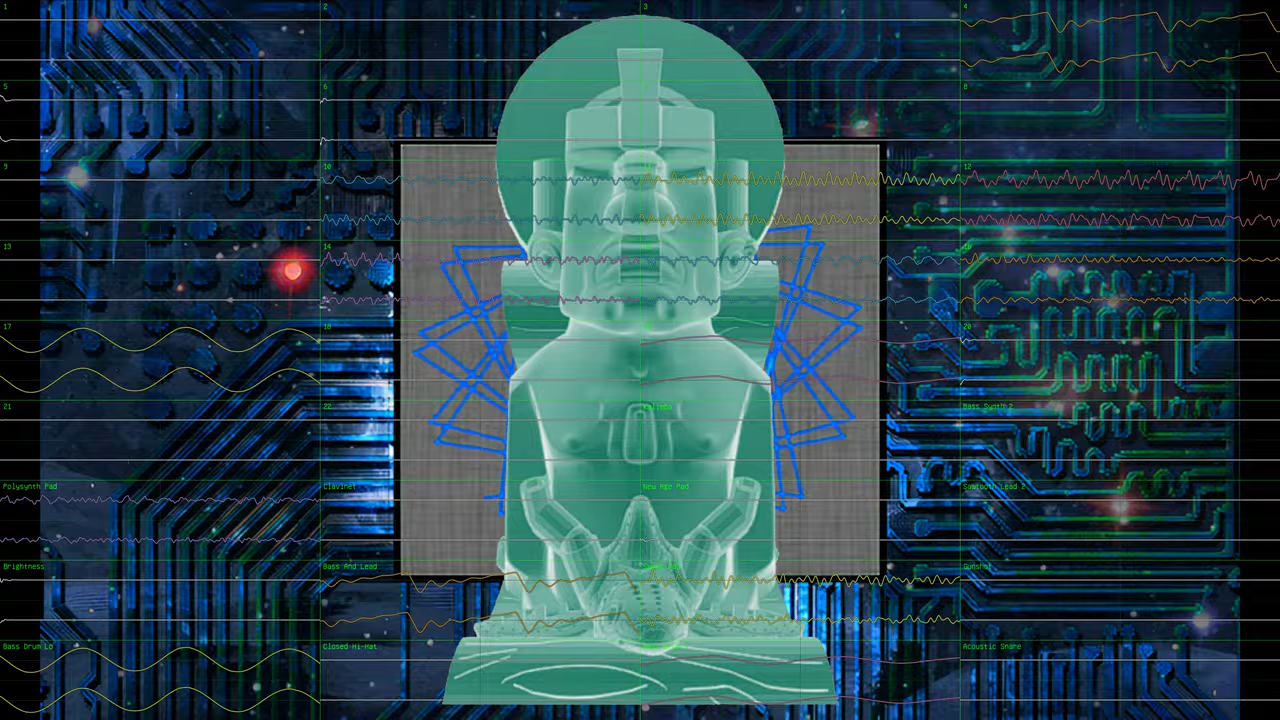 1 2 3 4
5 6 8
9 10 12
13 14 16
17 18 20
21 22 Kalimba Bass Synth 2
Polysynth Pad Clavinet New Age Pad Sawtooth Lead 2
Brightness Bass And Lead Gunshot
Bass Drum Lo Closed Hi-Hat Acoustic Snare